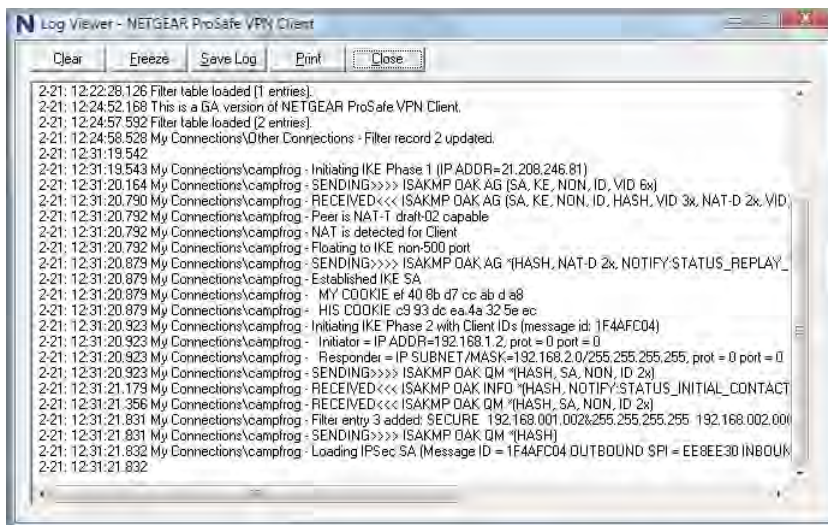 Log Viewer - NETGEAR ProSafe VPN Client
Clear Freeze Save Log Print Close
2-21: 12:22:28.126 Filter table loaded (1 entries).
2-21: 12:24:52.168 This is a GA version of NETGEAR ProSafe VPN Client.
2-21: 12:24:57.592 Filter table loaded (2 entries).
2-21: 12:24:58.528 My Connections\Other Connections - Filter record 2 updated.
2-21: 12:31:19.542
2-21: 12:31:19.543 My Connections\campfrog - Initiating IKE Phase 1 (IP ADDR=21.208.246.81)
2-21: 12:31:20.164 My Connections\campfrog - SENDING>>>> ISAKMP OAK AG (SA, KE, NON, ID, VID 6x)
2-21: 12:31:20.790 My Connections\campfrog - RECEIVED<<< ISAKMP OAK AG (SA, KE, NON, ID, HASH, VID 3x, NAT-D 2x, VID)
2-21: 12:31:20.792 My Connections\campfrog - Peer is NAT-T draft-02 capable
2-21: 12:31:20.792 My Connections\campfrog - NAT is detected for Client
2-21: 12:31:20.792 My Connections\campfrog - Floating to IKE non-500 port
2-21: 12:31:20.879 My Connections\campfrog - SENDING>>>> ISAKMP OAK AG *(HASH, NAT-D 2x, NOTIFY:STATUS_REPLAY_
2-21: 12:31:20.879 My Connections\campfrog - Established IKE SA
2-21: 12:31:20.879 My Connections\campfrog - MY COOKIE ef 40 8b d7 cc ab d a8
2-21: 12:31:20.879 My Connections\campfrog - HIS COOKIE c9 93 dc ea.4a 32 5e ec
2-21: 12:31:20.923 My Connections\campfrog - Initiating IKE Phase 2 with Client IDs (message id: 1F4AFC04)
2-21: 12:31:20.923 My Connections\campfrog - Initiator = IP ADDR=192.168.1.2, prot = 0 port = 0
2-21: 12:31:20.923 My Connections\campfrog - Responder = IP SUBNET/MASK=192.168.2.0/255.255.255.255, prot = 0 port = 0
2-21: 12:31:20.923 My Connections\campfrog - SENDING>>>> ISAKMP OAK QM *(HASH, SA, NON, ID 2x)
2-21: 12:31:21.179 My Connections\campfrog - RECEIVED<<< ISAKMP OAK INFO *(HASH, NOTIFY:STATUS_INITIAL_CONTACT
2-21: 12:31:21.356 My Connections\campfrog - RECEIVED<<< ISAKMP OAK QM *(HASH, SA, NON, ID 2x)
2-21: 12:31:21.831 My Connections\campfrog - Filter entry 3 added: SECURE 192.168.001.002&255.255.255.255 192.168.002.000
2-21: 12:31:21.831 My Connections\campfrog - SENDING>>>> ISAKMP OAK QM *(HASH)
2-21: 12:31:21.832 My Connections\campfrog - Loading IPSec SA (Message ID = 1F4AFC04 OUTBOUND SPI = EE8EE30 INBOUN
2-21: 12:31:21.832